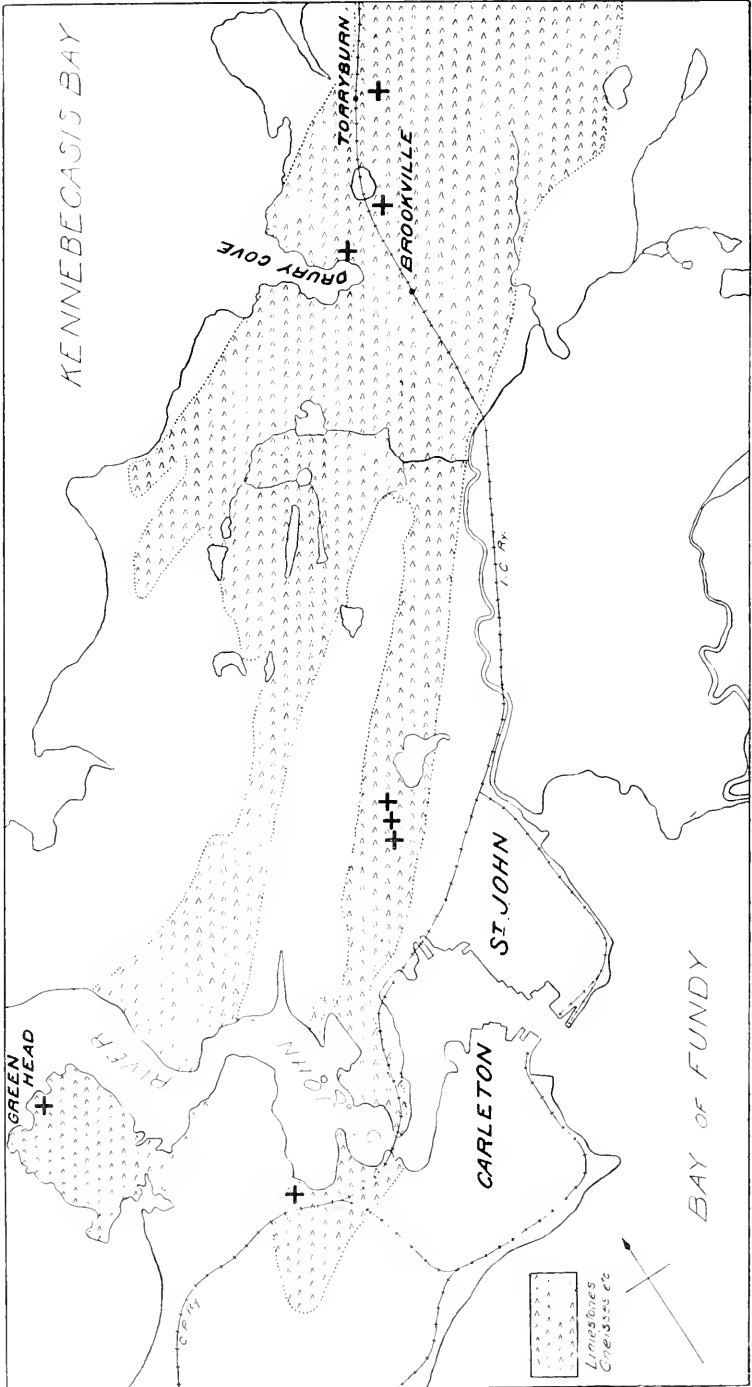 KENNEBECASIS BAY
TORRYBURN
BROOKVILLE
DRURY COVE
I.C Ry.
GREEN
HEAD
RIVER
ST. JOHN
ST. JOHN
CARLETON
C P Ry
BAY OF FUNDY
Limestones
Gneisses etc